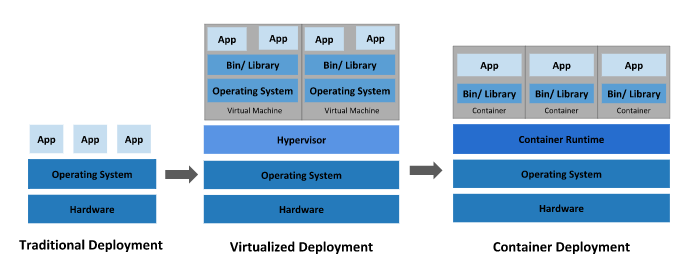 App
App
App
Operating System
Hardware
Traditional Deployment
App
App
Bin/ Library
Operating System
Virtual Machine
App
App
Bin/ Library
Operating System
Virtual Machine
Hypervisor
Operating System
Hardware
Virtualized Deployment
App
Bin/ Library
Container
App
Bin/ Library
Container
App
Bin/ Library
Container
Container Runtime
Operating System
Hardware
Container Deployment